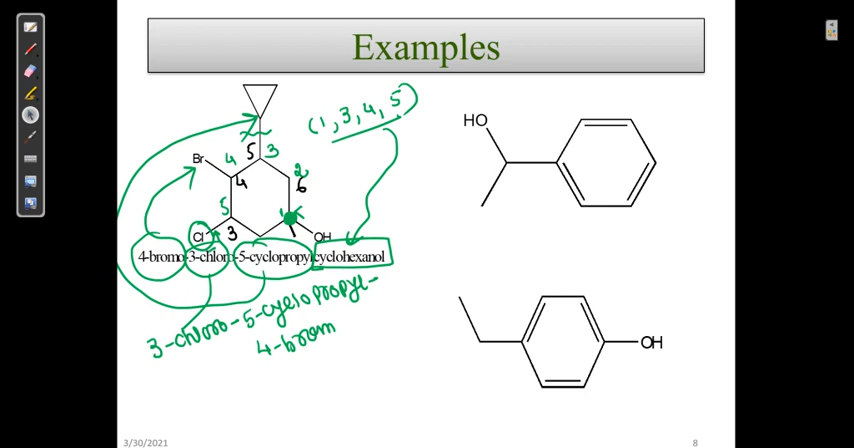 Examples
(1, 3, 4, 5)
HO
Br
4
5
3
4
2
6
5
1
Cl
3
OH
4-bromo-3-chloro-5-cyclopropylcyclohexanol
3-chloro-5-cyclopropyl-
4-brom
OH
3/30/2021
8